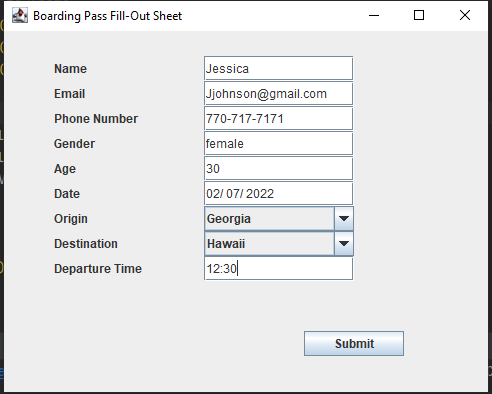 Boarding Pass Fill-Out Sheet
Name Jessica
Email Jjohnson@gmail.com
Phone Number 770-717-7171
Gender female
Age 30
Date 02/ 07/ 2022
Origin Georgia
Destination Hawaii
Departure Time 12:30
Submit